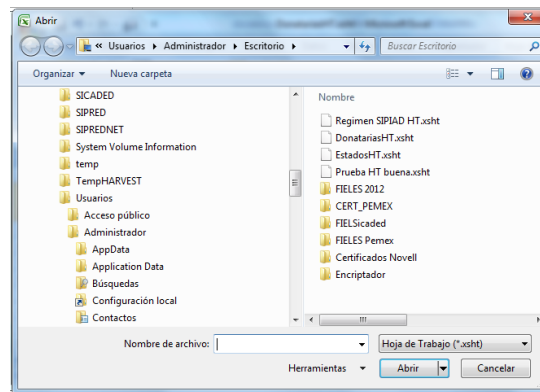 Abrir
« Usuarios ▸ Administrador ▸ Escritorio ▸
Buscar Escritorio
Organizar
Nueva carpeta
SICADED
SIPRED
SIPREDNET
System Volume Information
temp
TempHARVEST
Usuarios
Acceso público
Administrador
AppData
Application Data
Búsquedas
Configuración local
Contactos
Nombre
Regimen SIPIAD HT.xsht
DonatariasHT.xsht
EstadosHT.xsht
Prueba HT buena.xsht
FIELES 2012
CERT_PEMEX
FIELSicaded
FIELES Pemex
Certificados Novell
Encriptador
Nombre de archivo:
Hoja de Trabajo (*.xsht)
Herramientas
Abrir
Cancelar